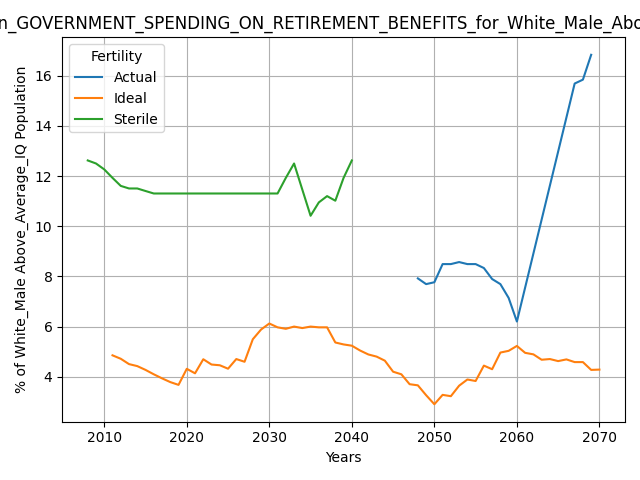 n_GOVERNMENT_SPENDING_ON_RETIREMENT_BENEFITS_for_White_Male_Abo
Fertility
Actual
Ideal
Sterile
% of White_Male Above_Average_IQ Population
16
14
12
10
8
6
4
2010 2020 2030 2040 2050 2060 2070
Years